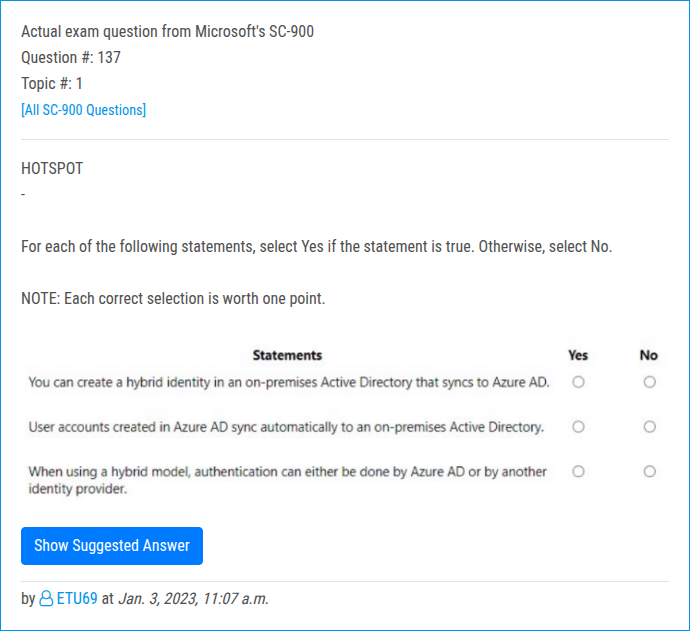 Actual exam question from Microsoft's SC-900
Question #: 137
Topic #: 1
[All SC-900 Questions]
HOTSPOT
-
For each of the following statements, select Yes if the statement is true. Otherwise, select No.
NOTE: Each correct selection is worth one point.
Statements Yes No
You can create a hybrid identity in an on-premises Active Directory that syncs to Azure AD.
User accounts created in Azure AD sync automatically to an on-premises Active Directory.
When using a hybrid model, authentication can either be done by Azure AD or by another
identity provider.
Show Suggested Answer
by ETU69 at Jan. 3, 2023, 11:07 a.m.